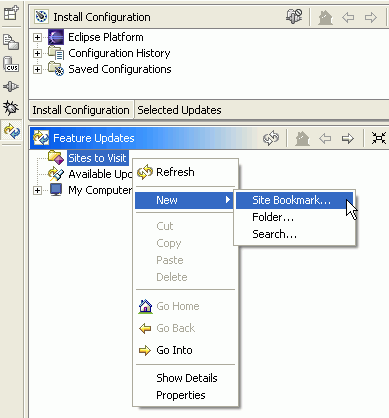 Install Configuration
Eclipse Platform
Configuration History
Saved Configurations
Install Configuration Selected Updates
Feature Updates
Sites to Visit
Available Upd
My Computer
Refresh
New
Site Bookmark...
Folder...
Search...
Cut
Copy
Paste
Delete
Go Home
Go Back
Go Into
Show Details
Properties
CUS